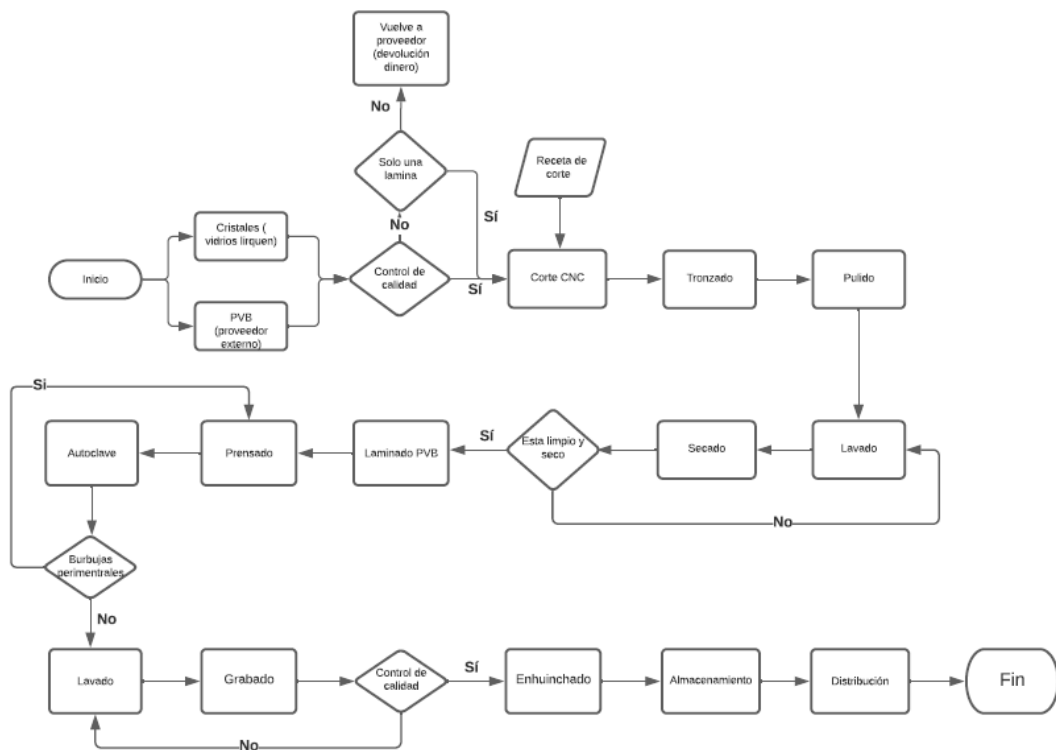 Vuelve a
proveedor
(devolución
dinero)
No
Solo una
lamina
Receta de
corte
Sí
No
Cristales (
vidrios lirquen)
Inicio
Control de
calidad
Sí
Corte CNC
Tronzado
Pulido
PVB
(proveedor
externo)
Si
Autoclave
Prensado
Laminado PVB
Sí
Esta limpio y
seco
Secado
Lavado
No
Burbujas
perimentrales
No
Lavado
Grabado
Control de
calidad
Sí
Enhuinchado
Almacenamiento
Distribución
Fin
No